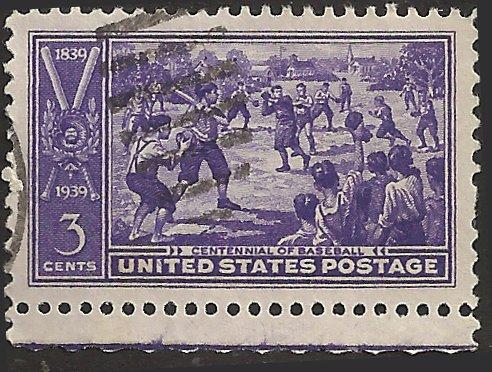 1839
1939
3
CENTS
CENTENNIAL OF BASEBALL
UNITED STATES POSTAGE